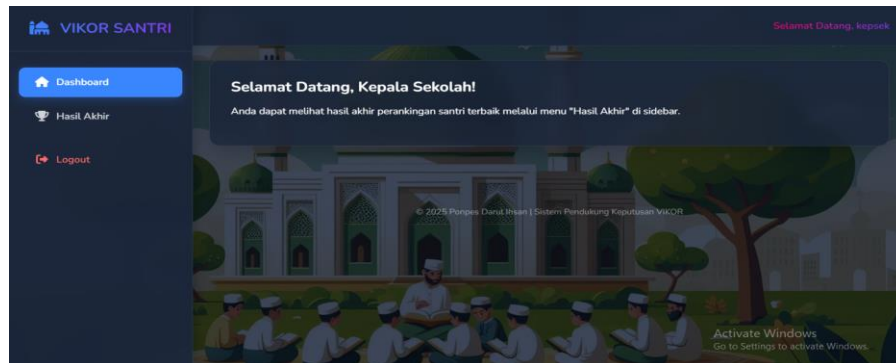 VIKOR SANTRI
Selamat Datang, kepsek
Dashboard
Hasil Akhir
Logout
Selamat Datang, Kepala Sekolah!
Anda dapat melihat hasil akhir perankingan santri terbaik melalui menu "Hasil Akhir" di sidebar.
© 2025 Ponpes Darul Ihsan | Sistem Pendukung Keputusan VIKOR
Activate Windows
Go to Settings to activate Windows.